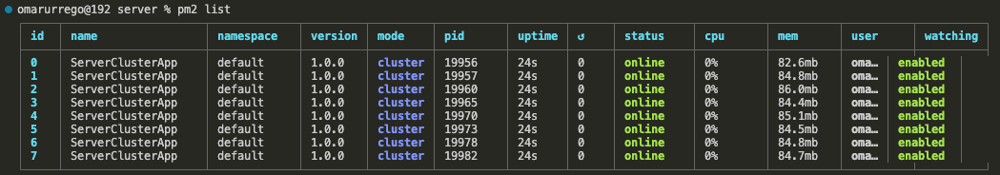 omarurrego@192 server % pm2 list
id name namespace version mode pid uptime ↺ status cpu mem user watching
0 ServerClusterApp default 1.0.0 cluster 19956 24s 0 online 0% 82.6mb oma… enabled
1 ServerClusterApp default 1.0.0 cluster 19957 24s 0 online 0% 84.8mb oma… enabled
2 ServerClusterApp default 1.0.0 cluster 19960 24s 0 online 0% 86.0mb oma… enabled
3 ServerClusterApp default 1.0.0 cluster 19965 24s 0 online 0% 84.4mb oma… enabled
4 ServerClusterApp default 1.0.0 cluster 19970 24s 0 online 0% 85.1mb oma… enabled
5 ServerClusterApp default 1.0.0 cluster 19973 24s 0 online 0% 84.5mb oma… enabled
6 ServerClusterApp default 1.0.0 cluster 19978 24s 0 online 0% 84.8mb oma… enabled
7 ServerClusterApp default 1.0.0 cluster 19982 24s 0 online 0% 84.7mb oma… enabled